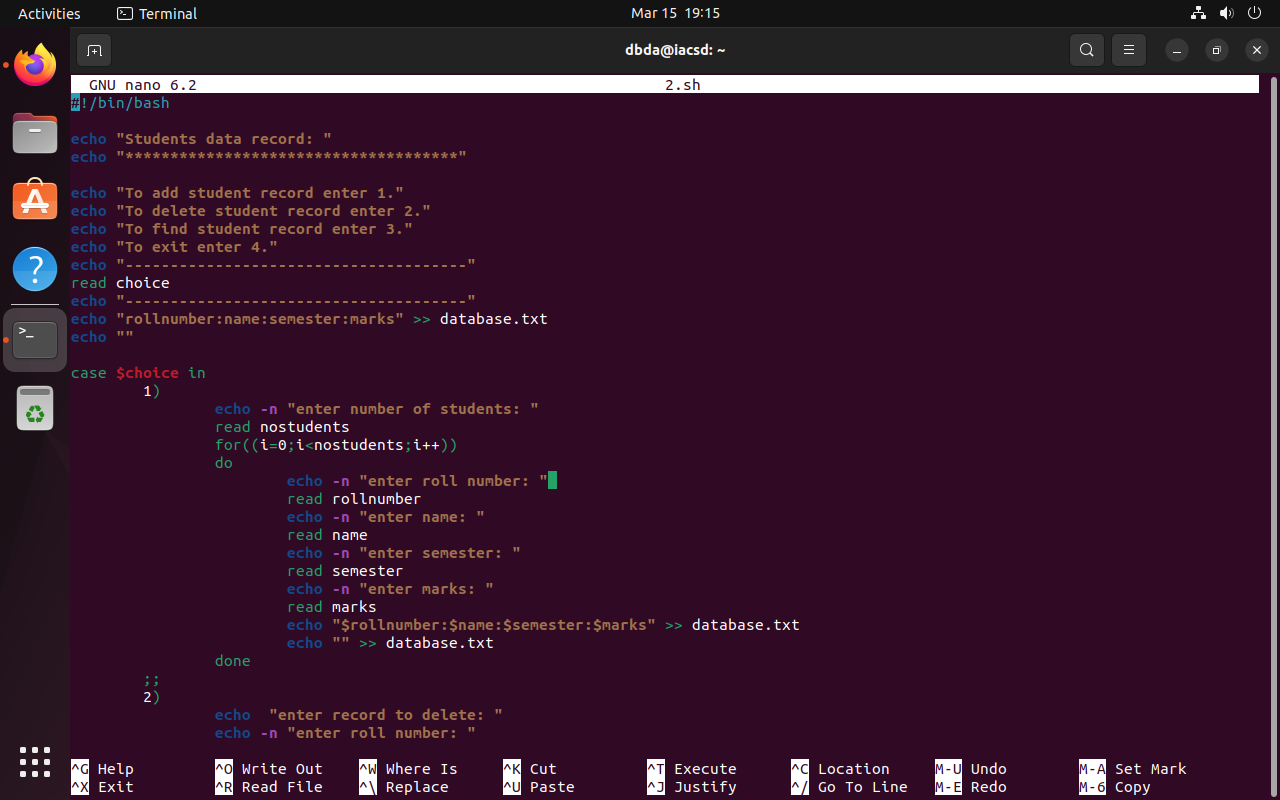 Activities Terminal Mar 15 19:15
dbda@iacsd: ~
GNU nano 6.2 2.sh
#!/bin/bash
echo "Students data record: "
echo "*************************************"
echo "To add student record enter 1."
echo "To delete student record enter 2."
echo "To find student record enter 3."
echo "To exit enter 4."
echo "--------------------------------------"
read choice
echo "--------------------------------------"
echo "rollnumber:name:semester:marks" >> database.txt
echo ""
case $choice in
1)
echo -n "enter number of students: "
read nostudents
for((i=0;i<nostudents;i++))
do
echo -n "enter roll number: "
read rollnumber
echo -n "enter name: "
read name
echo -n "enter semester: "
read semester
echo -n "enter marks: "
read marks
echo "$rollnumber:$name:$semester:$marks" >> database.txt
echo "" >> database.txt
done
;;
2)
echo  "enter record to delete: "
echo -n "enter roll number: "
^G Help ^O Write Out ^W Where Is ^K Cut ^T Execute ^C Location M-U Undo M-A Set Mark
^X Exit ^R Read File ^\ Replace ^U Paste ^J Justify ^/ Go To Line M-E Redo M-6 Copy